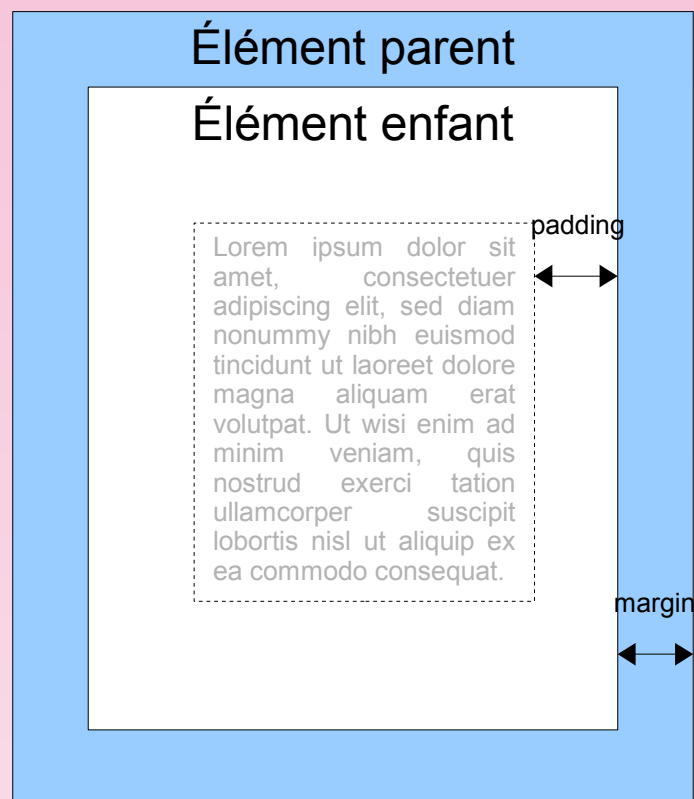 Élément parent
Élément enfant
padding
Lorem ipsum dolor sit
amet, consectetuer
adipiscing elit, sed diam
nonummy nibh euismod
tincidunt ut laoreet dolore
magna aliquam erat
volutpat. Ut wisi enim ad
minim veniam, quis
nostrud exerci tation
ullamcorper suscipit
lobortis nisl ut aliquip ex
ea commodo consequat.
margin